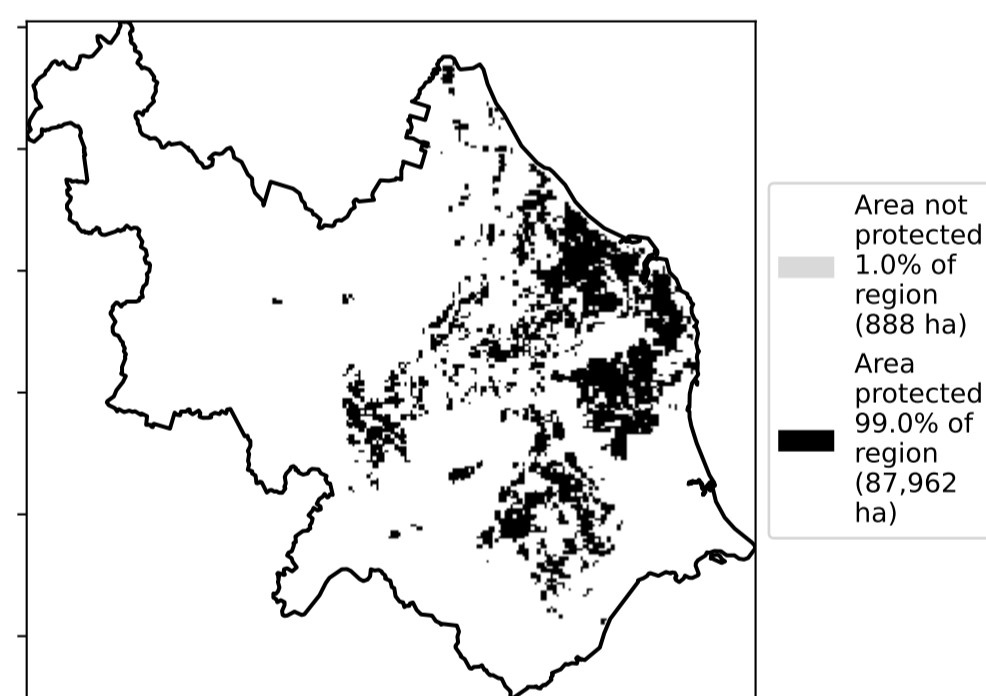 Area not
protected
1.0% of
region
(888 ha)
Area
protected
99.0% of
region
(87,962
ha)